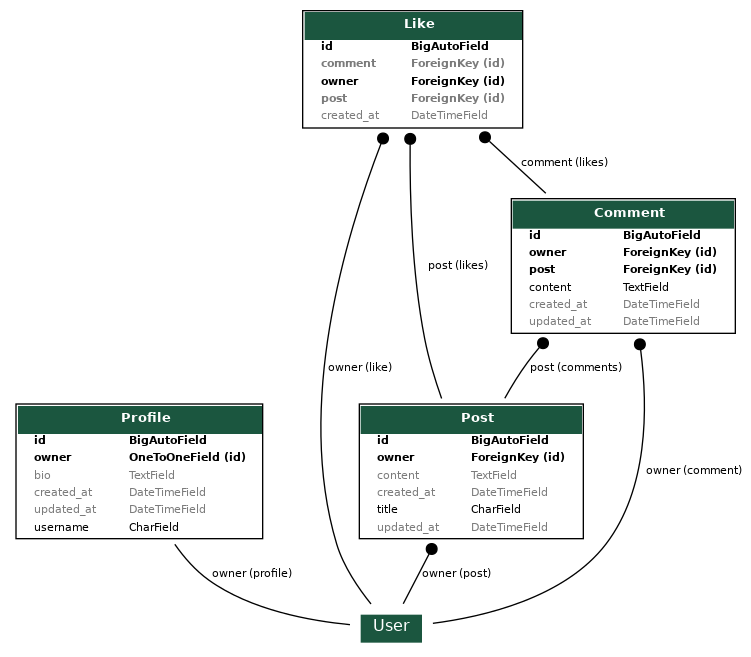 Like
id BigAutoField
comment ForeignKey (id)
owner ForeignKey (id)
post ForeignKey (id)
created_at DateTimeField
comment (likes)
Comment
id BigAutoField
owner ForeignKey (id)
post ForeignKey (id)
content TextField
created_at DateTimeField
updated_at DateTimeField
post (likes)
owner (like)
post (comments)
Profile
id BigAutoField
owner OneToOneField (id)
bio TextField
created_at DateTimeField
updated_at DateTimeField
username CharField
Post
id BigAutoField
owner ForeignKey (id)
content TextField
created_at DateTimeField
title CharField
updated_at DateTimeField
owner (comment)
owner (profile)
owner (post)
User